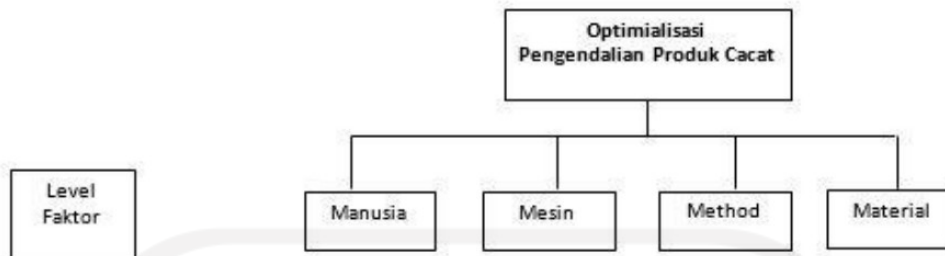 Optimialisasi
Pengendalian Produk Cacat
Level
Faktor
Manusia
Mesin
Method
Material